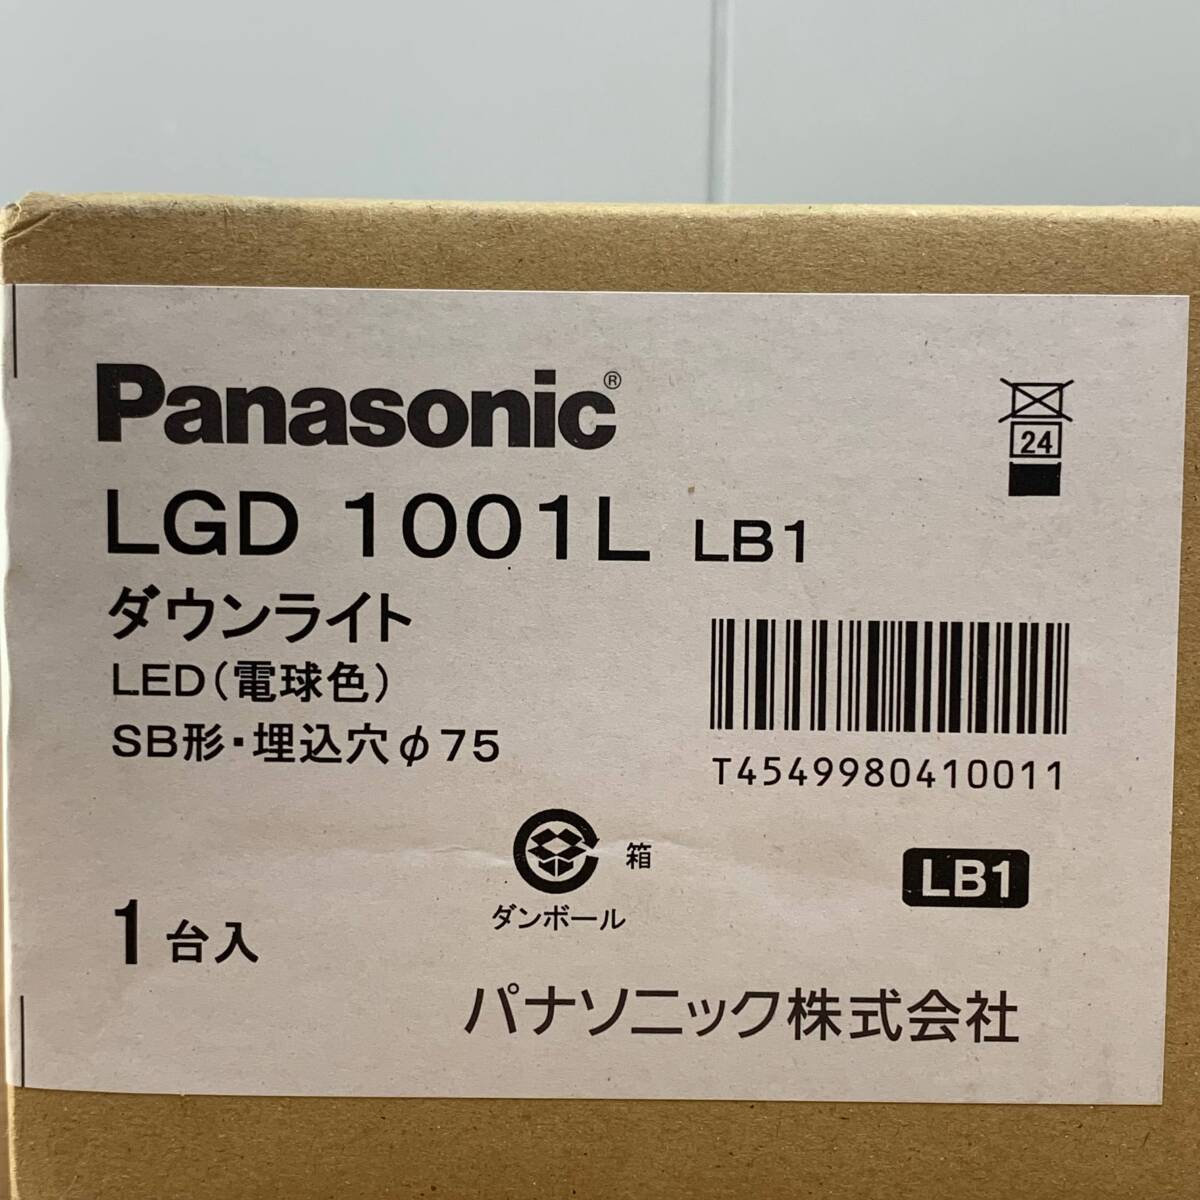 Panasonic®
24
LGD 1001L LB1
ダウンライト
LED(電球色)
SB形・埋込穴φ75
T4549980410011
箱
ダンボール
LB1
1台入
パナソニック株式会社